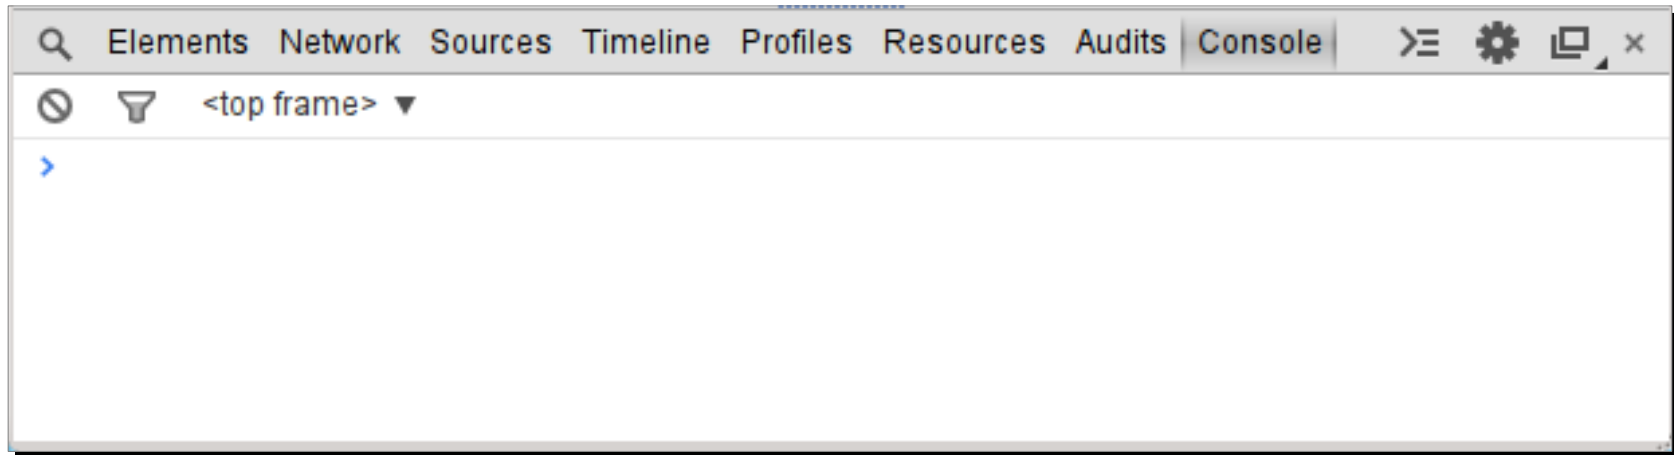 Elements Network Sources Timeline Profiles Resources Audits Console
<top frame> ▼